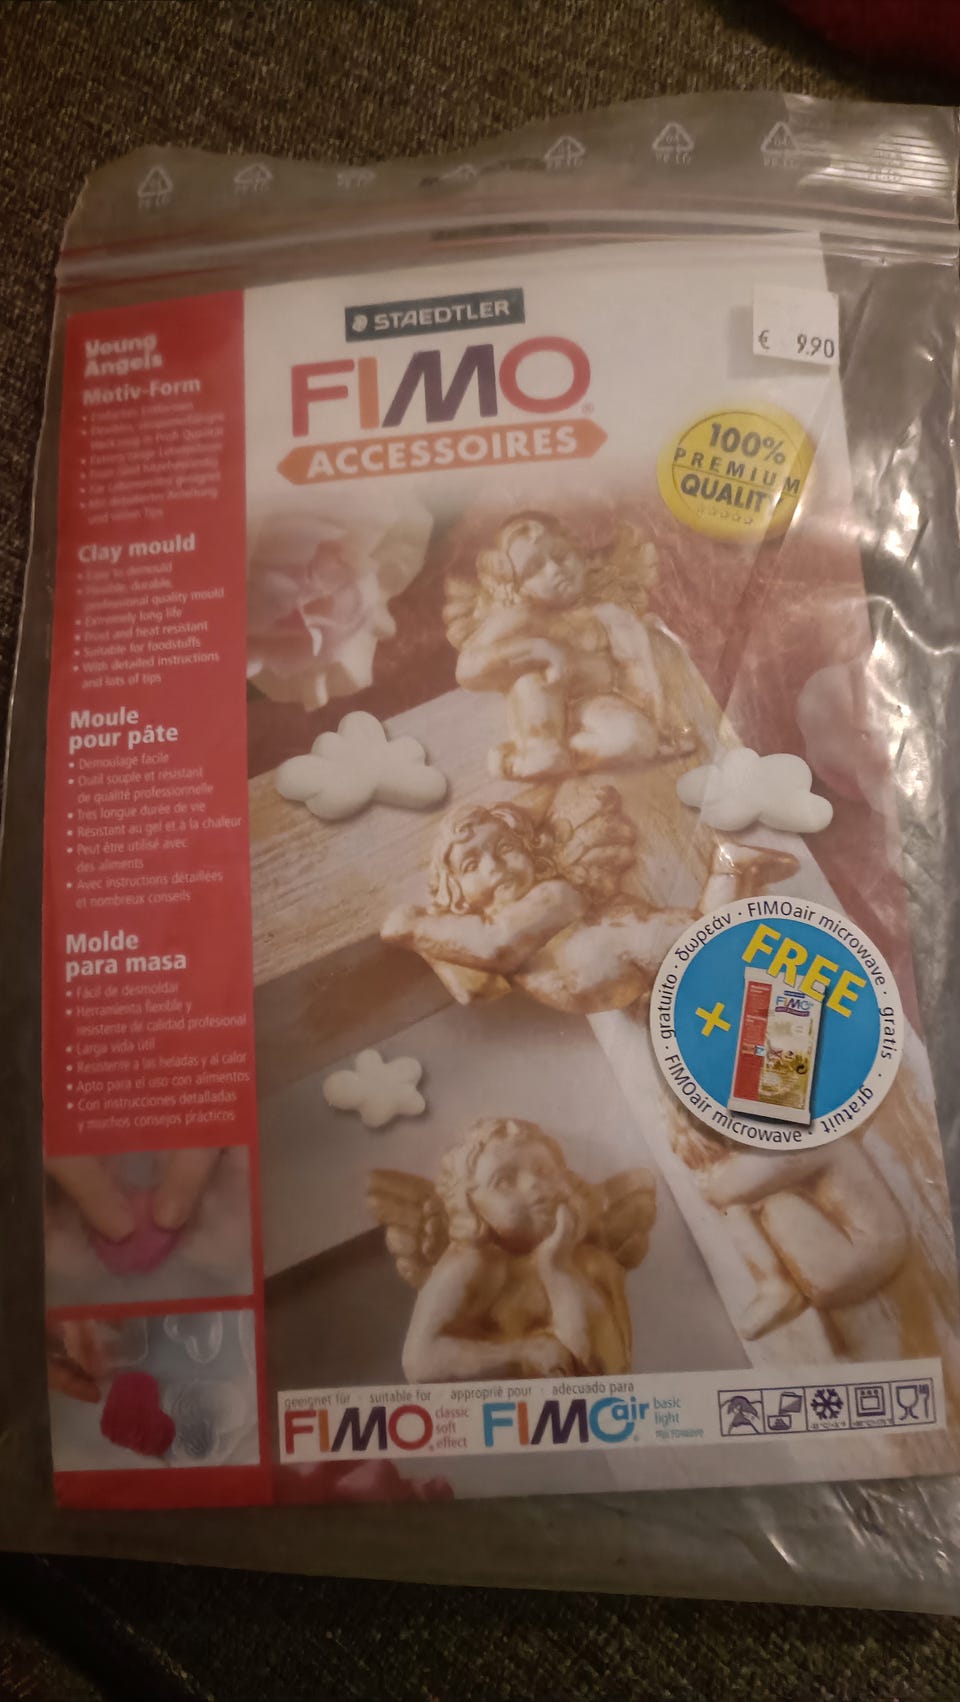 STAEDTLER
FIMO®
ACCESSOIRES
€ 9.90
100%
PREMIUM
QUALITY
Young
Angels
Motiv-Form
und vielen Tips
Clay mould
• Easy to demould
• Flexible, durable,
professional quality mould
• Extremely long life
• Frost and heat resistant
• Suitable for foodstuffs
• With detailed instructions
and lots of tips
Moule
pour pâte
• Demoulage facile
• Outil souple et résistant
de qualité professionnelle
• Très longue durée de vie
• Résistant au gel et à la chaleur
• Peut être utilisé avec
des aliments
• Avec instructions détaillées
et nombreux conseils
Molde
para masa
• Fácil de desmoldar
• Herramienta flexible y
resistente de calidad profesional
• Larga vida útil
• Resistente a las heladas y al calor
• Apto para el uso con alimentos
• Con instrucciones detalladas
y muchos consejos prácticos
FIMOair microwave · gratis · gratuit · FIMOair microwave · gratuito · δωρεάν ·
FREE
+
FIMO
geeignet für · suitable for · approprié pour · adecuado para
FIMO® classic
soft
effect
FIMOair® basic
light
microwave